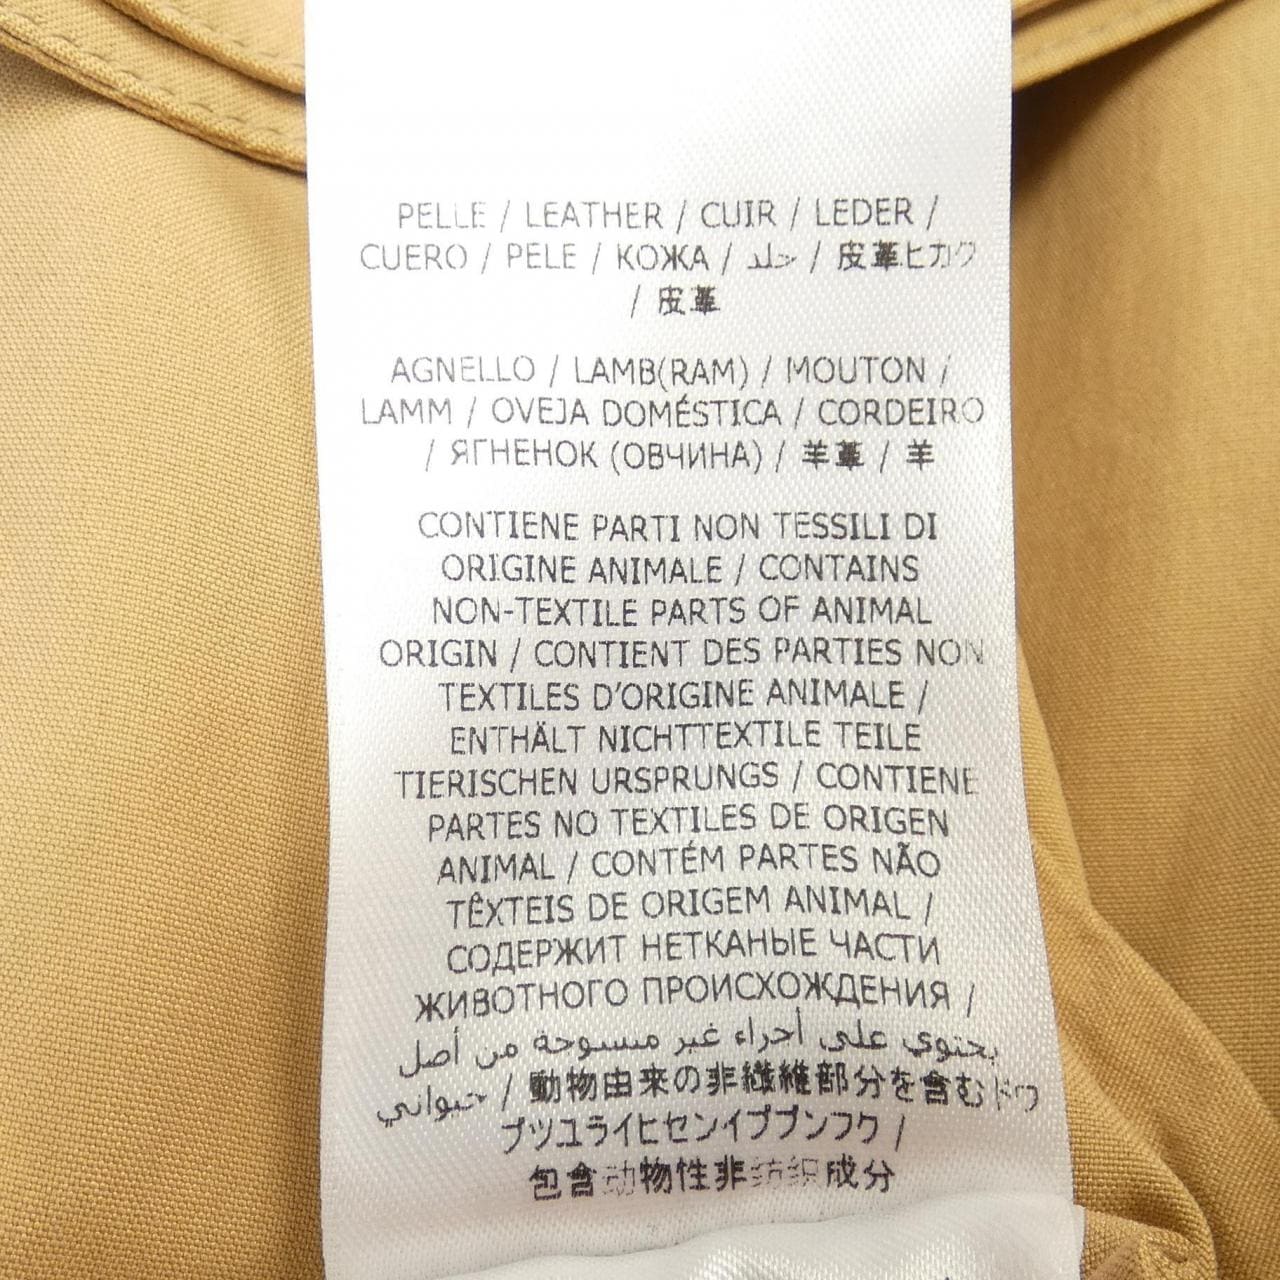 PELLE / LEATHER / CUIR / LEDER /
CUERO / PELE / КОЖА / جلد / 皮革ヒカク
/ 皮革
AGNELLO / LAMB(RAM) / MOUTON /
LAMM / OVEJA DOMÉSTICA / CORDEIRO
/ ЯГНЕНОК (ОВЧИНА) / 羊革 / 羊
CONTIENE PARTI NON TESSILI DI
ORIGINE ANIMALE / CONTAINS
NON-TEXTILE PARTS OF ANIMAL
ORIGIN / CONTIENT DES PARTIES NON
TEXTILES D'ORIGINE ANIMALE /
ENTHÄLT NICHTTEXTILE TEILE
TIERISCHEN URSPRUNGS / CONTIENE
PARTES NO TEXTILES DE ORIGEN
ANIMAL / CONTÉM PARTES NÃO
TÊXTEIS DE ORIGEM ANIMAL /
СОДЕРЖИТ НЕТКАНЫЕ ЧАСТИ
ЖИВОТНОГО ПРОИСХОЖДЕНИЯ /
يحتوي على أجزاء غير منسوجة من أصل
حيواني / 動物由来の非繊維部分を含むドウ
ブツユライヒセンイブブンフク /
包含动物性非纺织成分